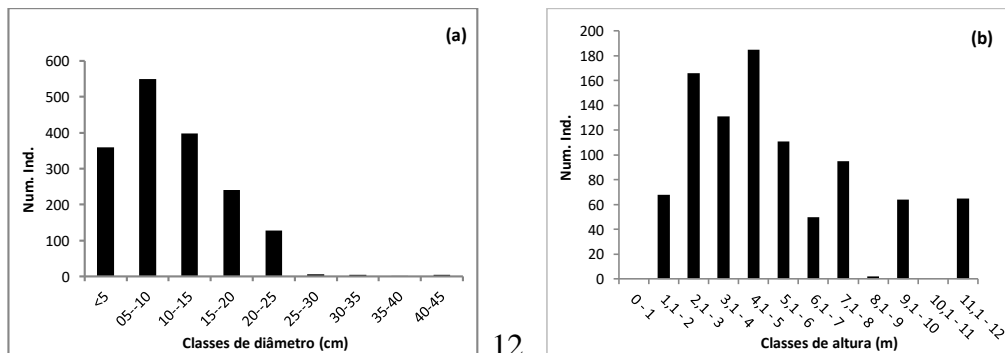 (a)
600
500
400
300
200
100
0
Num. Ind.
<5
05--10
10--15
15--20
20--25
25--30
30-35
35-40
40-45
Classes de diâmetro (cm)
12
(b)
200
180
160
140
120
100
80
60
40
20
0
Num. Ind.
0 - 1
1,1 - 2
2,1 - 3
3,1 - 4
4,1 - 5
5,1 - 6
6,1 - 7
7,1 - 8
8,1 - 9
9,1 - 10
10,1 - 11
11,1 - 12
Classes de altura (m)